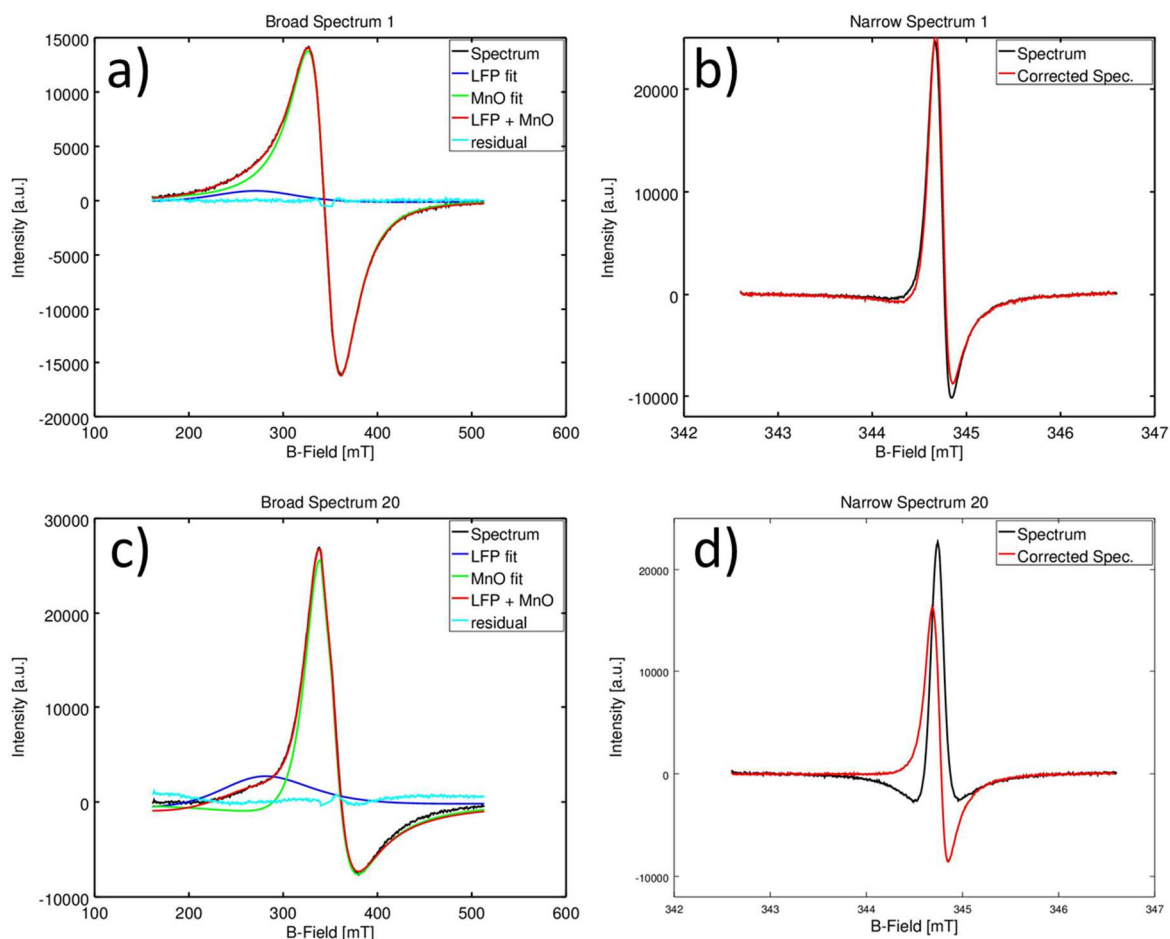 Broad Spectrum 1
a)
15000
10000
5000
0
-5000
-10000
-15000
-20000
Intensity [a.u.]
100 200 300 400 500 600
B-Field [mT]
Spectrum
LFP fit
MnO fit
LFP + MnO
residual
Narrow Spectrum 1
b)
20000
10000
0
-10000
Intensity [a.u.]
342 343 344 345 346 347
B-Field [mT]
Spectrum
Corrected Spec.
Broad Spectrum 20
c)
30000
20000
10000
0
-10000
Intensity [a.u.]
100 200 300 400 500 600
B-Field [mT]
Spectrum
LFP fit
MnO fit
LFP + MnO
residual
Narrow Spectrum 20
d)
20000
10000
0
-10000
Intensity [a.u.]
342 343 344 345 346 347
B-Field [mT]
Spectrum
Corrected Spec.